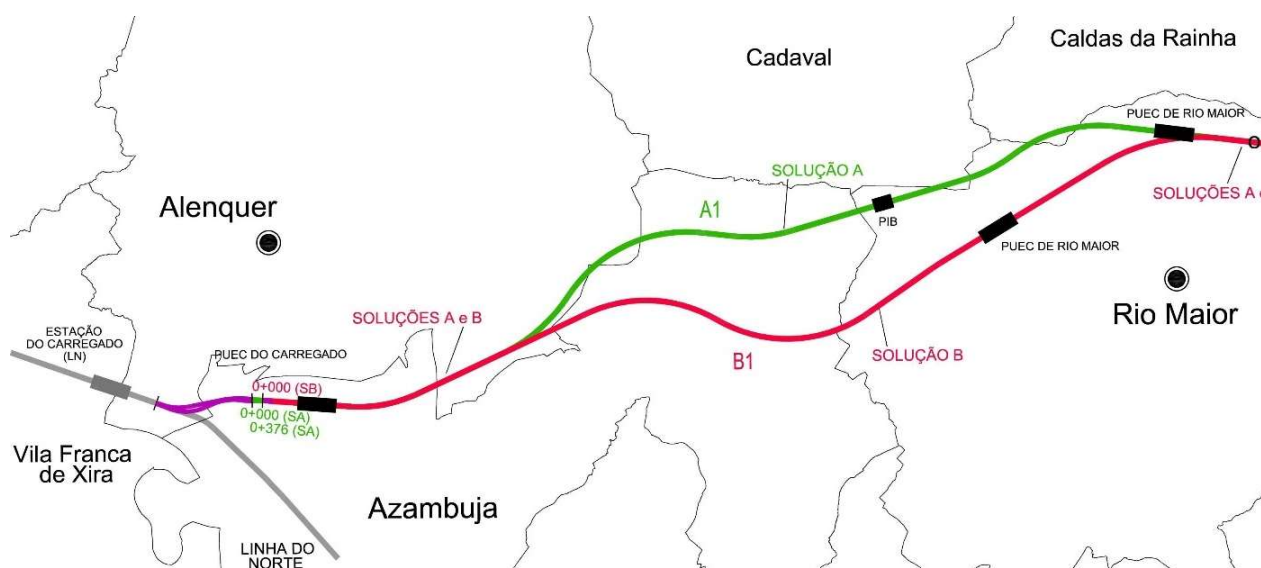 Caldas da Rainha
Cadaval
PUEC DE RIO MAIOR
SOLUÇÃO A
SOLUÇÕES A e
A1
PIB
Alenquer
PUEC DE RIO MAIOR
Rio Maior
SOLUÇÕES A e B
ESTAÇÃO
DO CARREGADO
(LN)
PUEC DO CARREGADO
B1
SOLUÇÃO B
0+000 (SB)
0+000 (SA)
0+376 (SA)
Vila Franca
de Xira
Azambuja
LINHA DO
NORTE